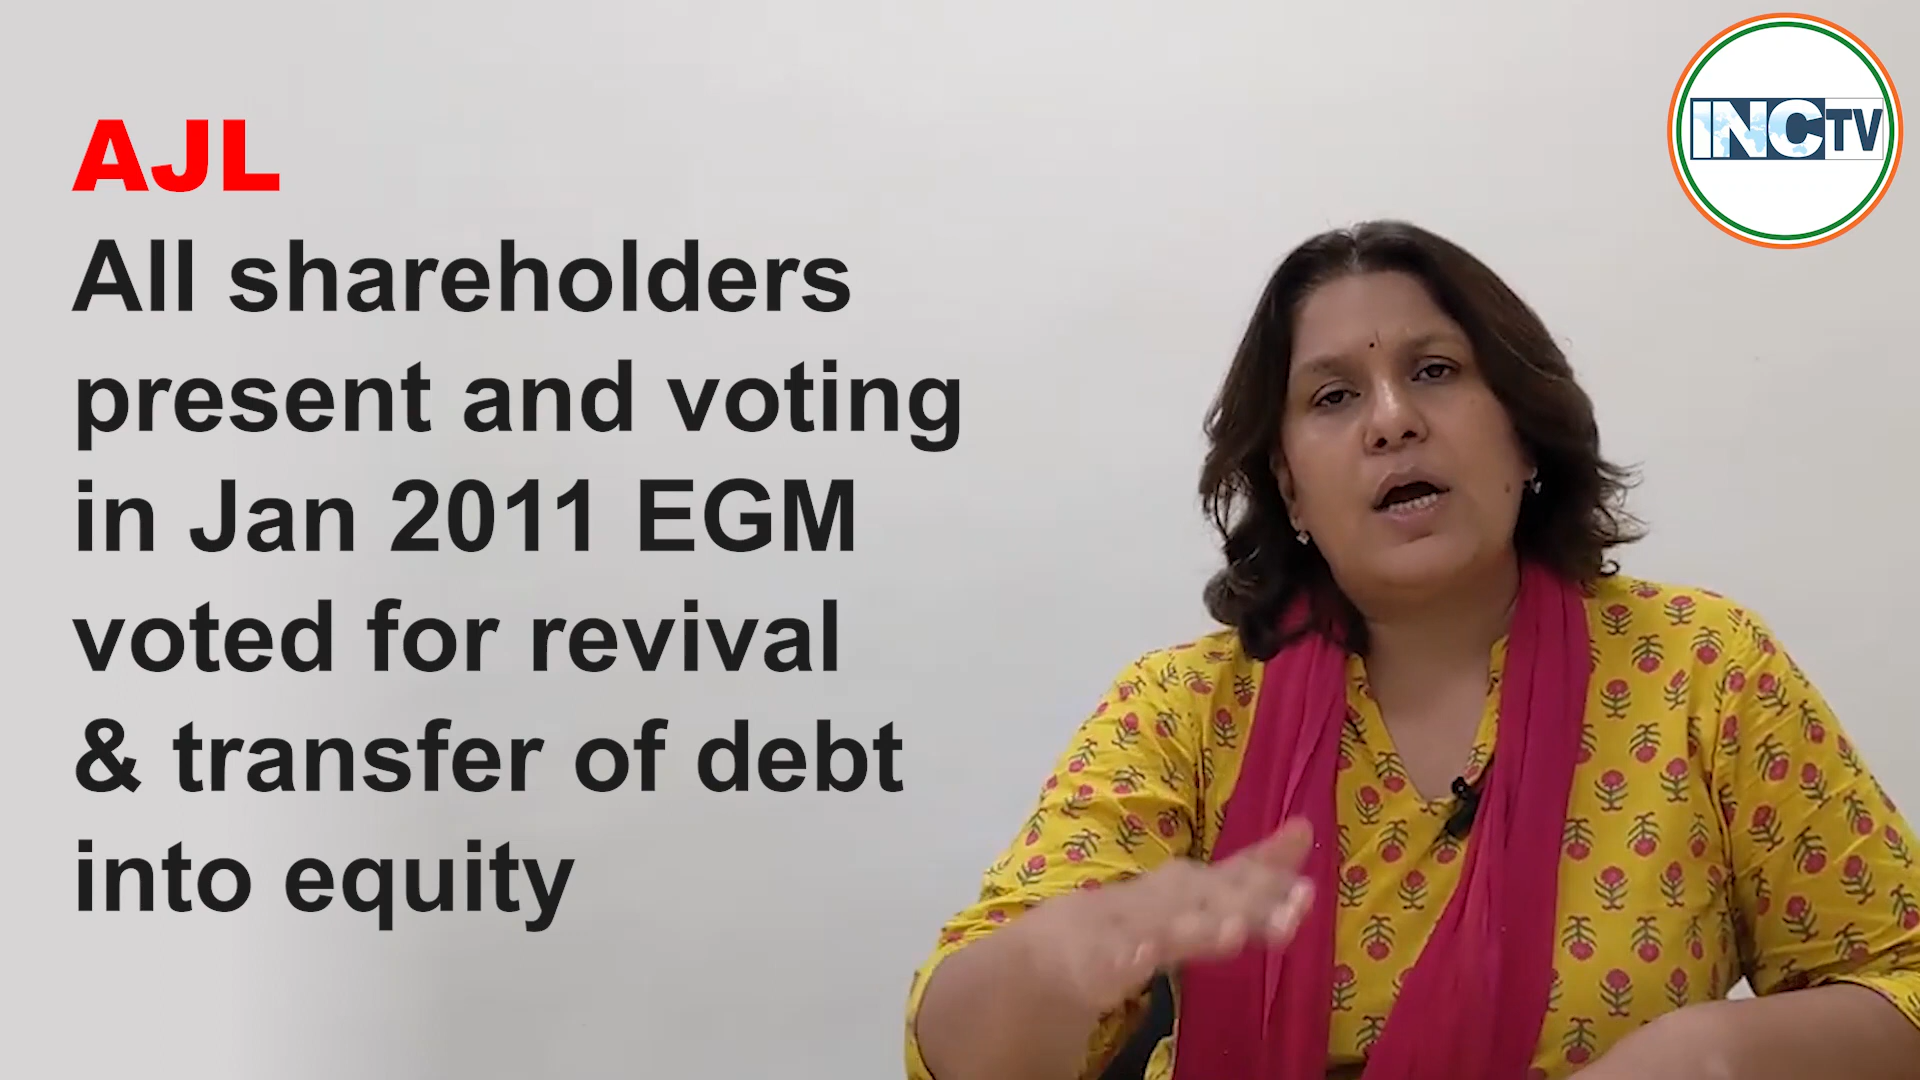 AJL
All shareholders
present and voting
in Jan 2011 EGM
voted for revival
& transfer of debt
into equity
INCTV